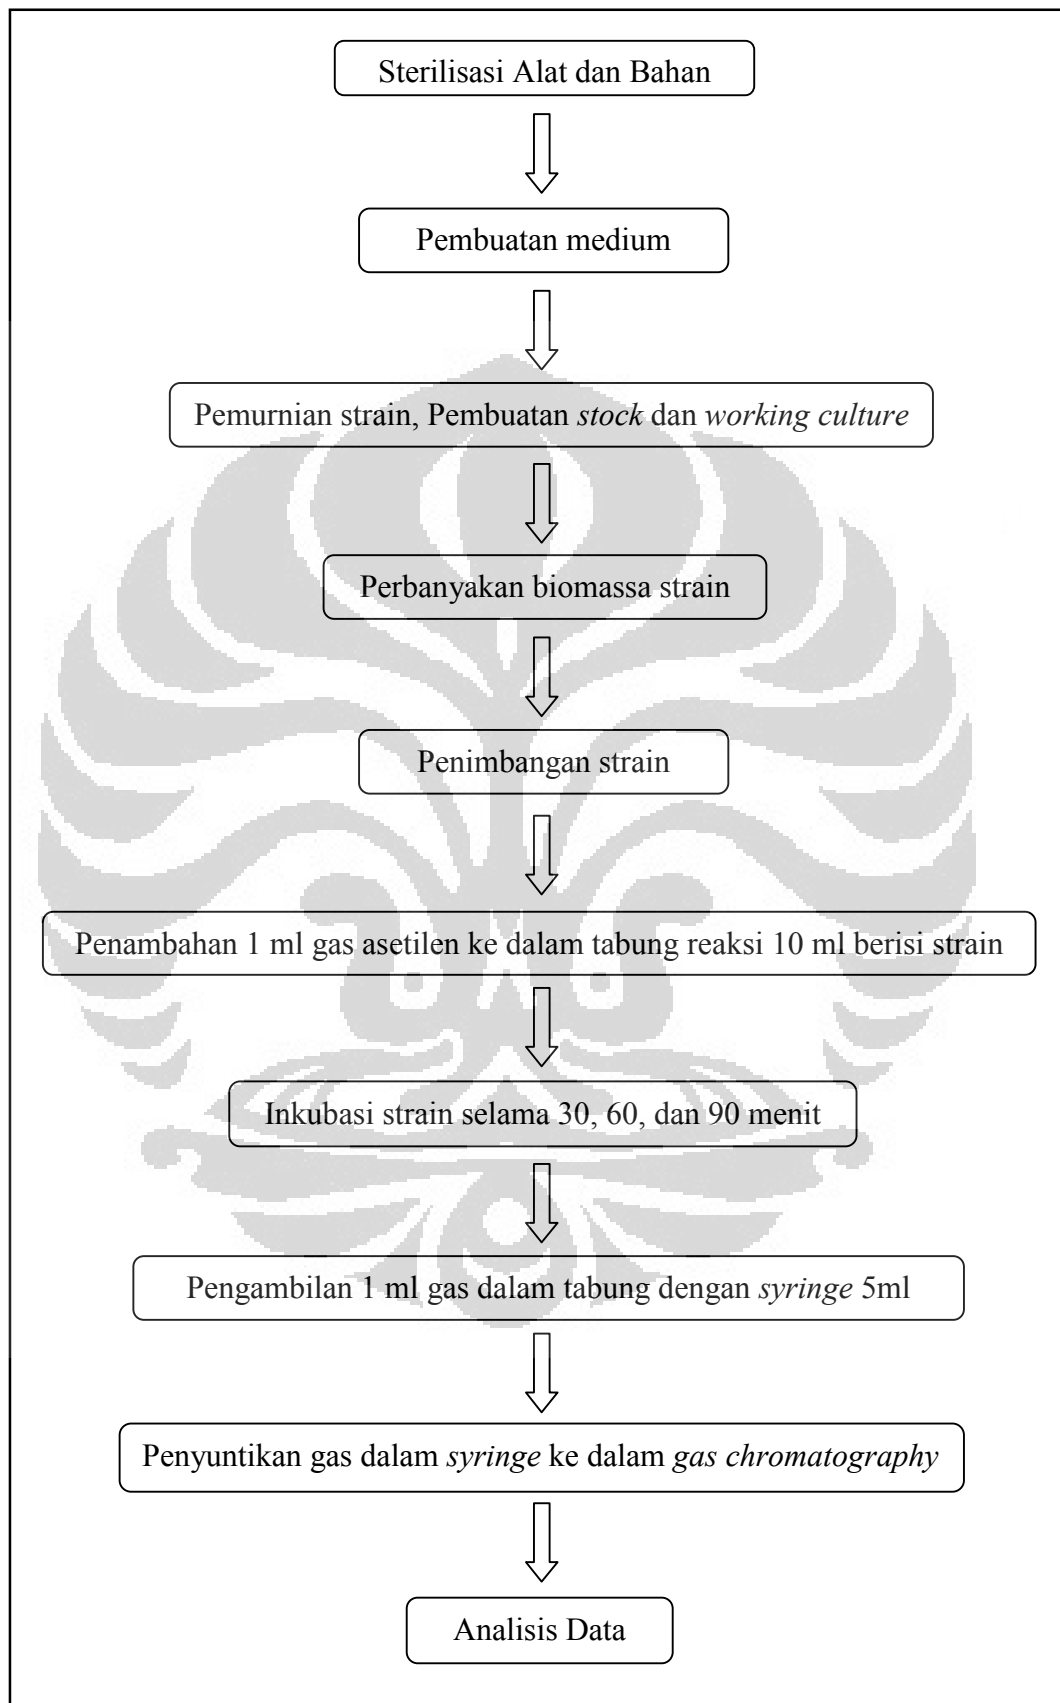 Sterilisasi Alat dan Bahan
Pembuatan medium
Pemurnian strain, Pembuatan stock dan working culture
Perbanyakan biomassa strain
Penimbangan strain
Penambahan 1 ml gas asetilen ke dalam tabung reaksi 10 ml berisi strain
Inkubasi strain selama 30, 60, dan 90 menit
Pengambilan 1 ml gas dalam tabung dengan syringe 5ml
Penyuntikan gas dalam syringe ke dalam gas chromatography
Analisis Data